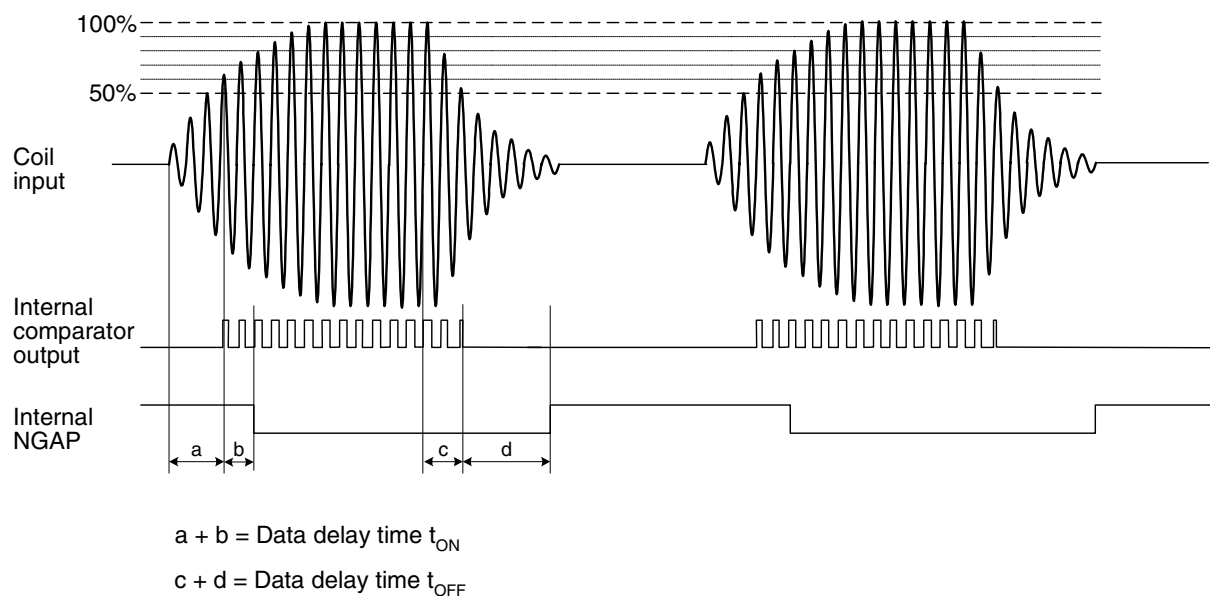 100%
50%
Coil
input
Internal
comparator
output
Internal
NGAP
a
b
c
d
a + b = Data delay time tON
c + d = Data delay time tOFF